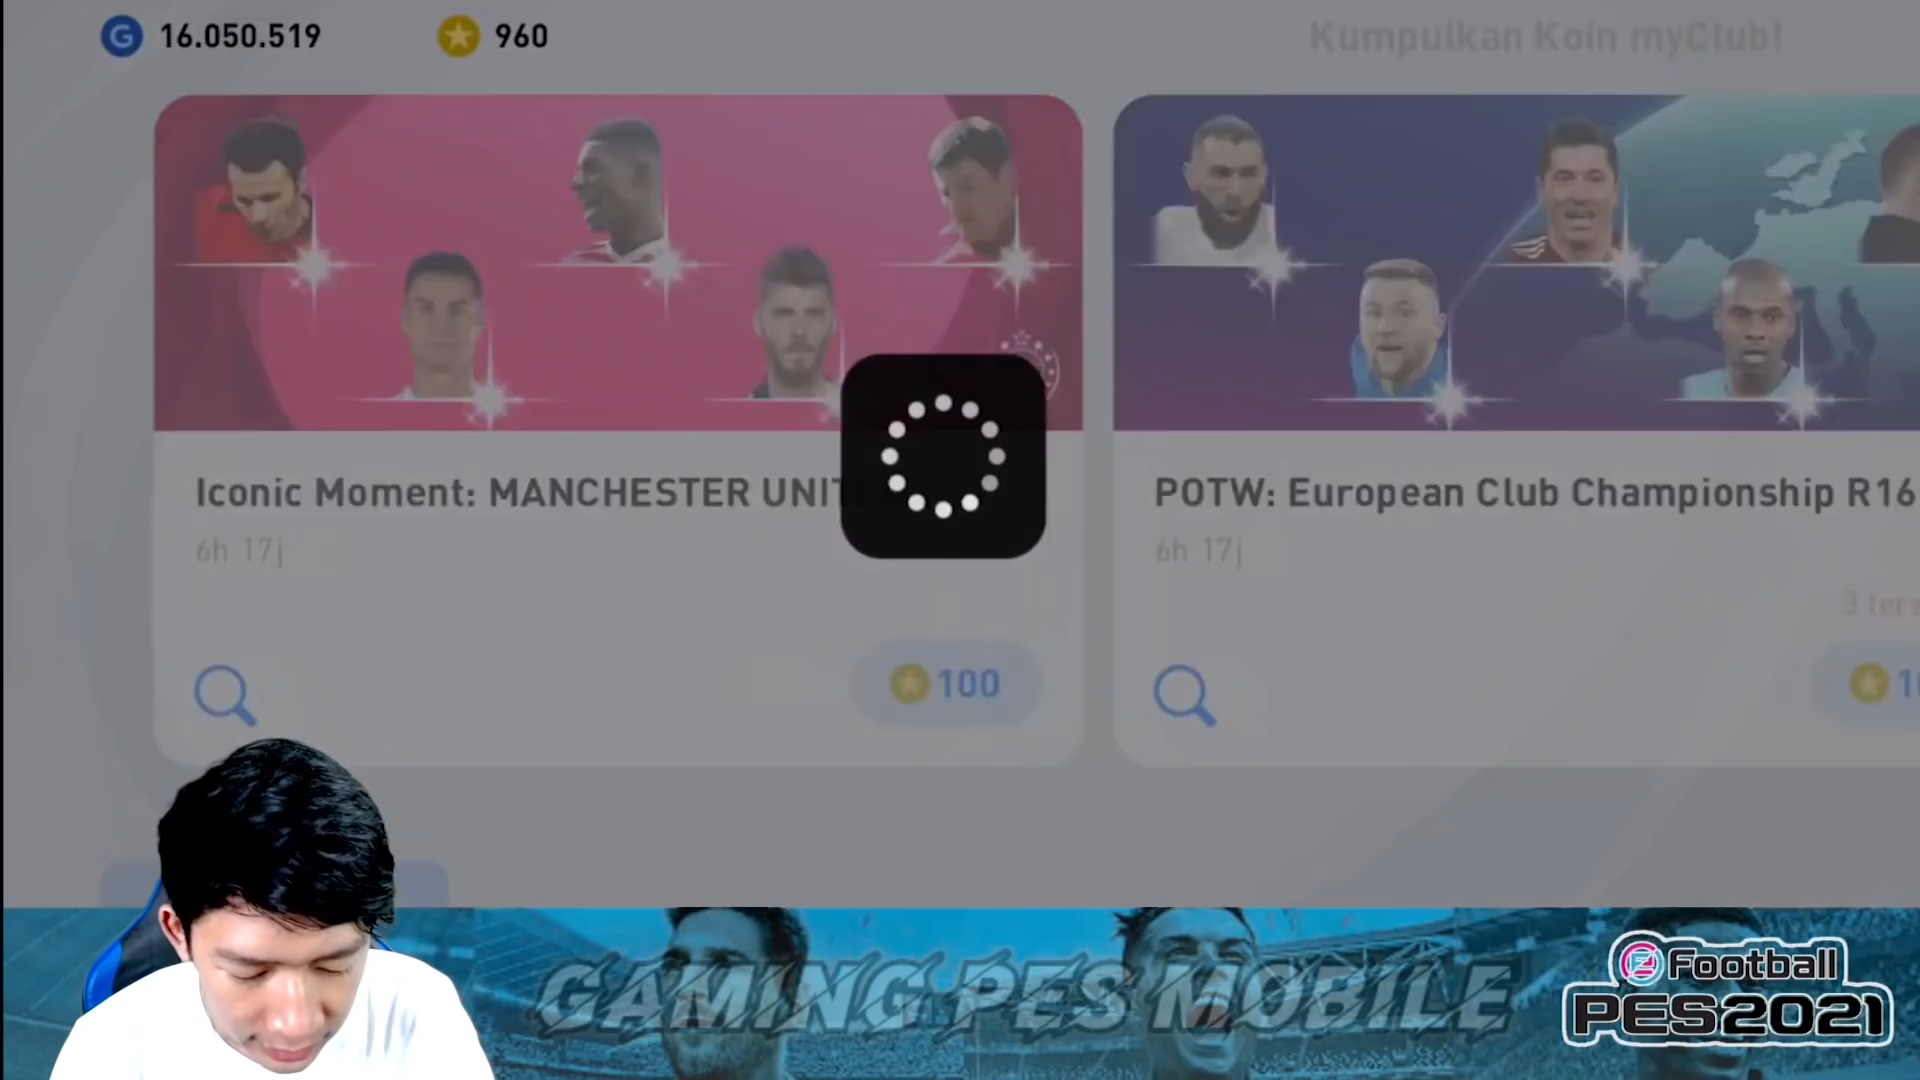 G 16.050.519
960
Kumpulkan Koin myClub!
Iconic Moment: MANCHESTER UNIT
POTW: European Club Championship R16
6h 17j
6h 17j
100
GAMING PES MOBILE
eFootball
PES2021